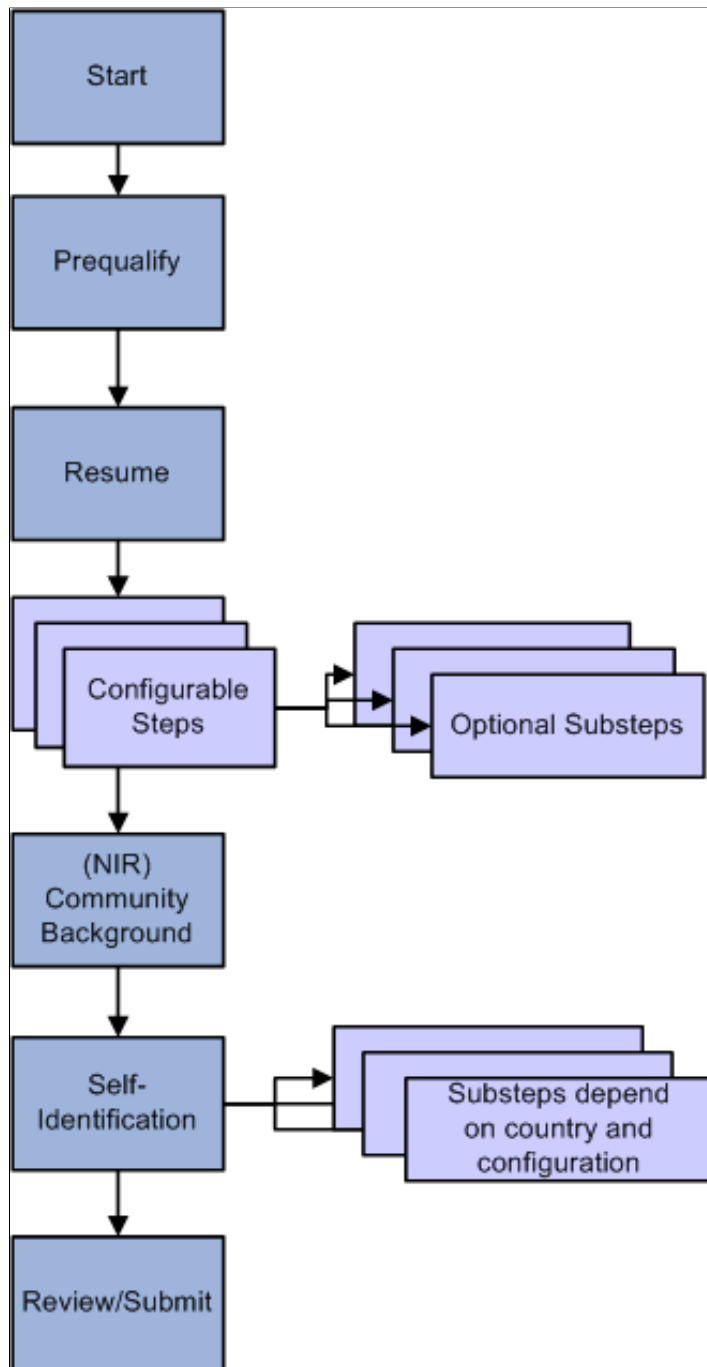 Start
Prequalify
Resume
Configurable
Steps
Optional Substeps
(NIR)
Community
Background
Self-
Identification
Substeps depend
on country and
configuration
Review/Submit